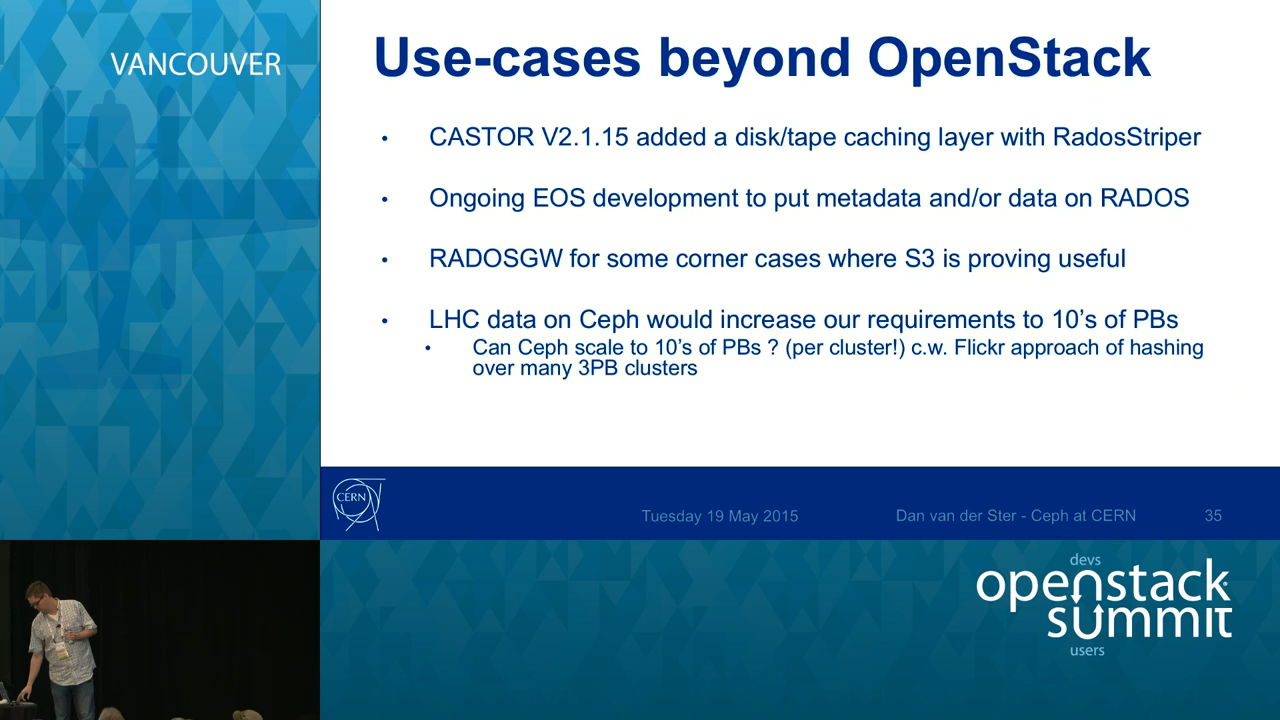 VANCOUVER
Use-cases beyond OpenStack
• CASTOR V2.1.15 added a disk/tape caching layer with RadosStriper
• Ongoing EOS development to put metadata and/or data on RADOS
• RADOSGW for some corner cases where S3 is proving useful
• LHC data on Ceph would increase our requirements to 10's of PBs
• Can Ceph scale to 10's of PBs ? (per cluster!) c.w. Flickr approach of hashing
over many 3PB clusters
CERN
Tuesday 19 May 2015
Dan van der Ster - Ceph at CERN
35
devs
openstack
summit
users